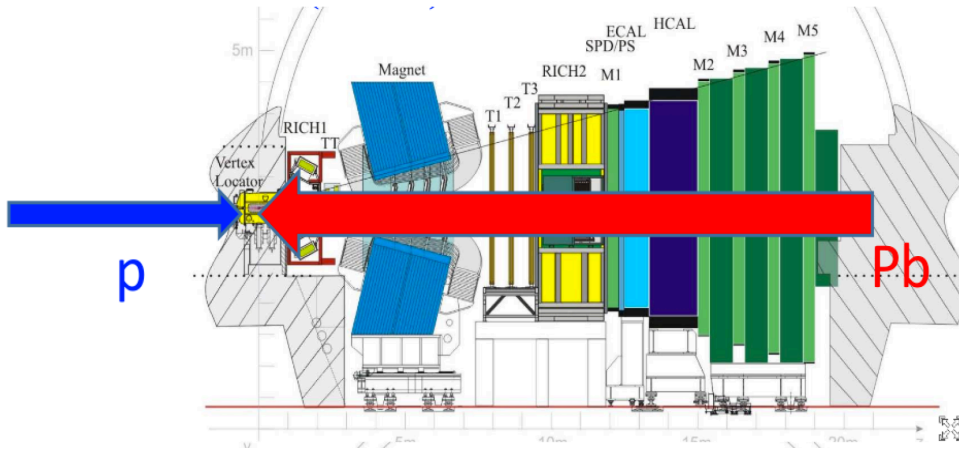 HCAL
ECAL
SPD/PS
M5
M4
M3
M2
5m
Magnet
RICH2
M1
T3
T2
T1
RICH1
TT
Vertex
Locator
p
Pb
5m
10m
15m